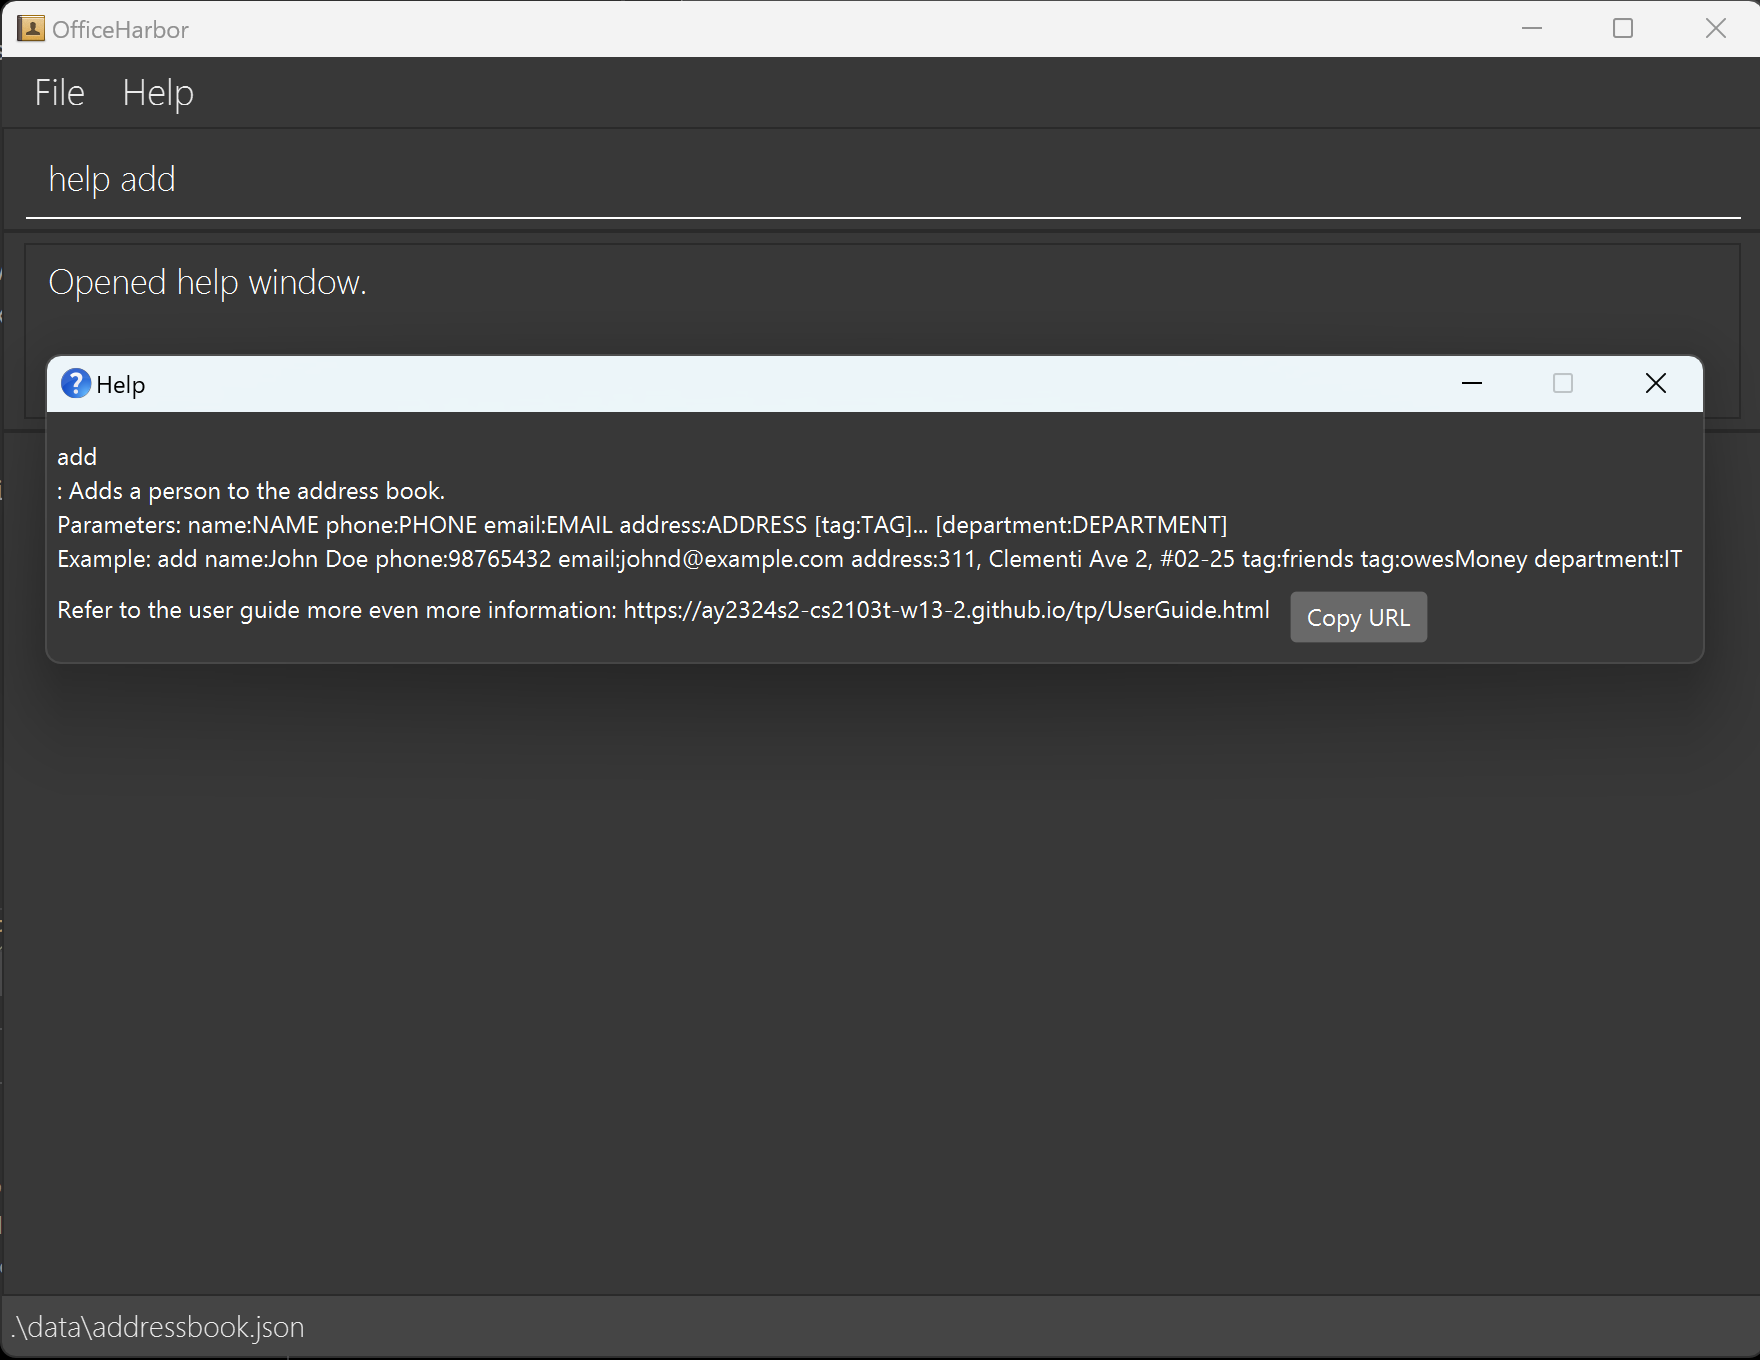 OfficeHarbor
File Help
help add
Opened help window.
Help
add
: Adds a person to the address book.
Parameters: name:NAME phone:PHONE email:EMAIL address:ADDRESS [tag:TAG]... [department:DEPARTMENT]
Example: add name:John Doe phone:98765432 email:johnd@example.com address:311, Clementi Ave 2, #02-25 tag:friends tag:owesMoney department:IT
Refer to the user guide more even more information: https://ay2324s2-cs2103t-w13-2.github.io/tp/UserGuide.html Copy URL
.\data\addressbook.json